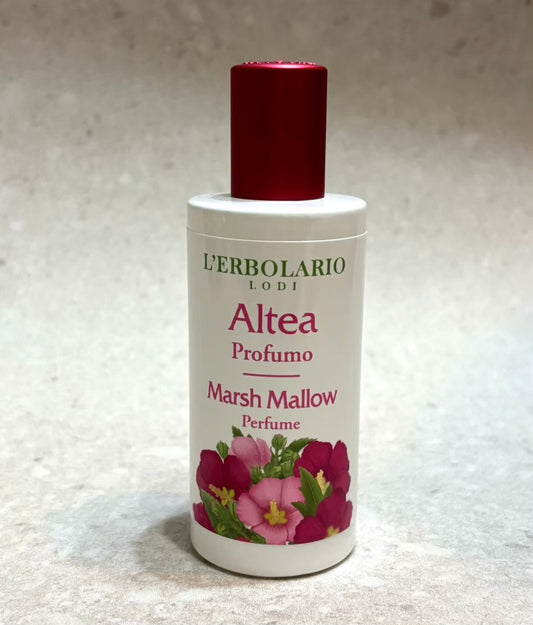 L'ERBOLARIO
LODI
Altea
Profumo
Marsh Mallow
Perfume